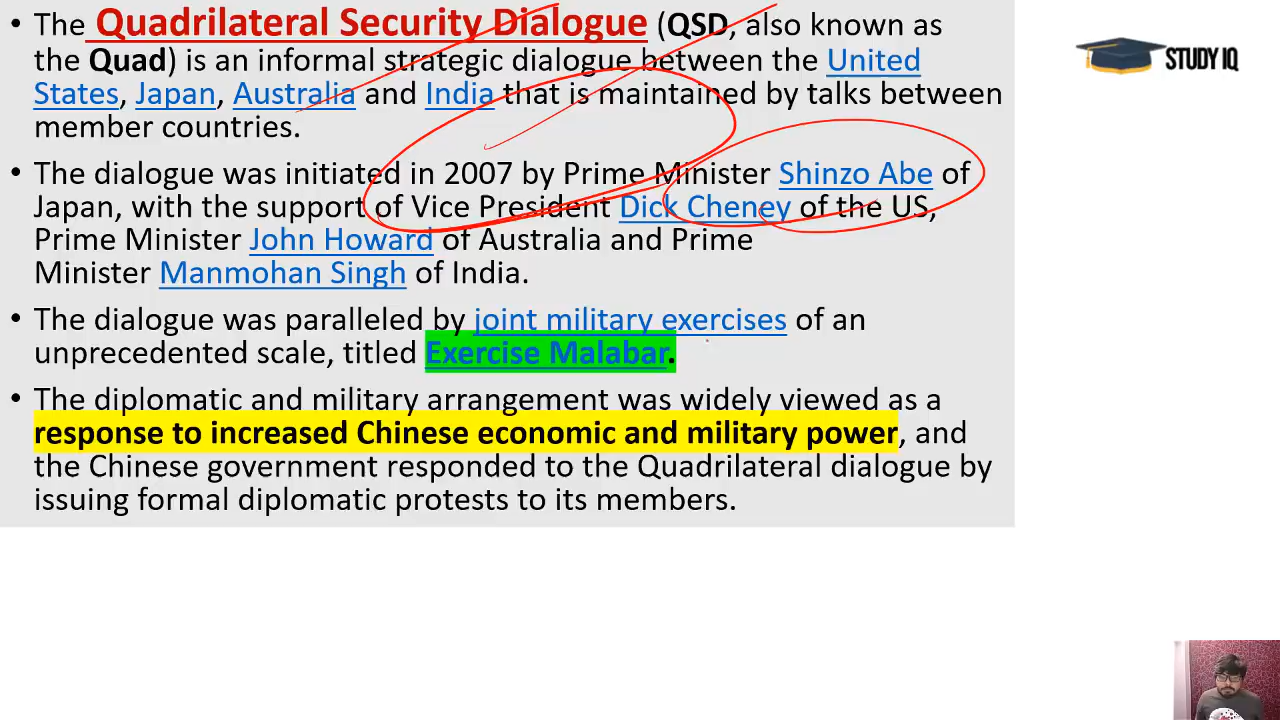 • The Quadrilateral Security Dialogue (QSD, also known as
the Quad) is an informal strategic dialogue between the United
States, Japan, Australia and India that is maintained by talks between
member countries.
• The dialogue was initiated in 2007 by Prime Minister Shinzo Abe of
Japan, with the support of Vice President Dick Cheney of the US,
Prime Minister John Howard of Australia and Prime
Minister Manmohan Singh of India.
• The dialogue was paralleled by joint military exercises of an
unprecedented scale, titled Exercise Malabar.
• The diplomatic and military arrangement was widely viewed as a
response to increased Chinese economic and military power, and
the Chinese government responded to the Quadrilateral dialogue by
issuing formal diplomatic protests to its members.
STUDY IQ